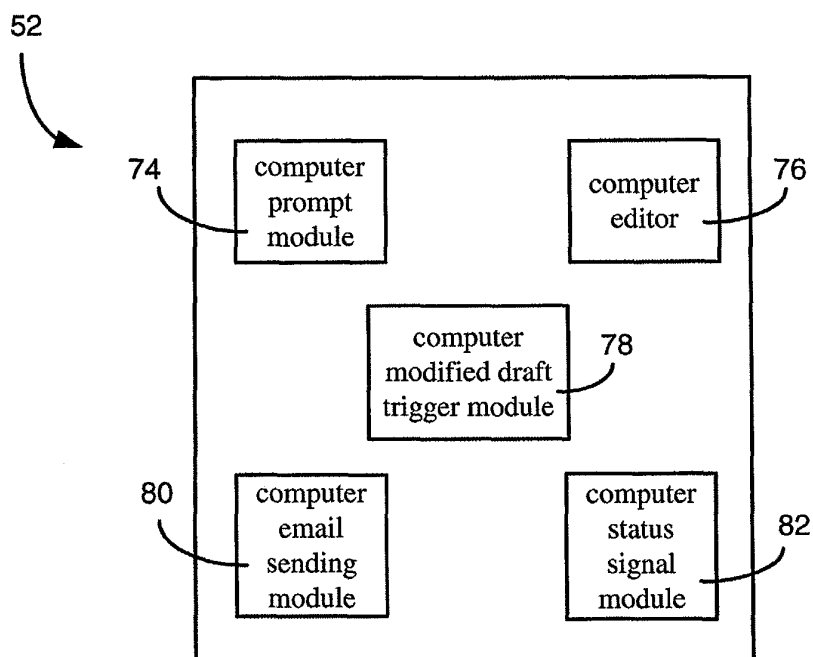 52
74
computer
prompt
module
computer
editor
76
computer
modified draft
trigger module
78
80
computer
email
sending
module
computer
status
signal
module
82